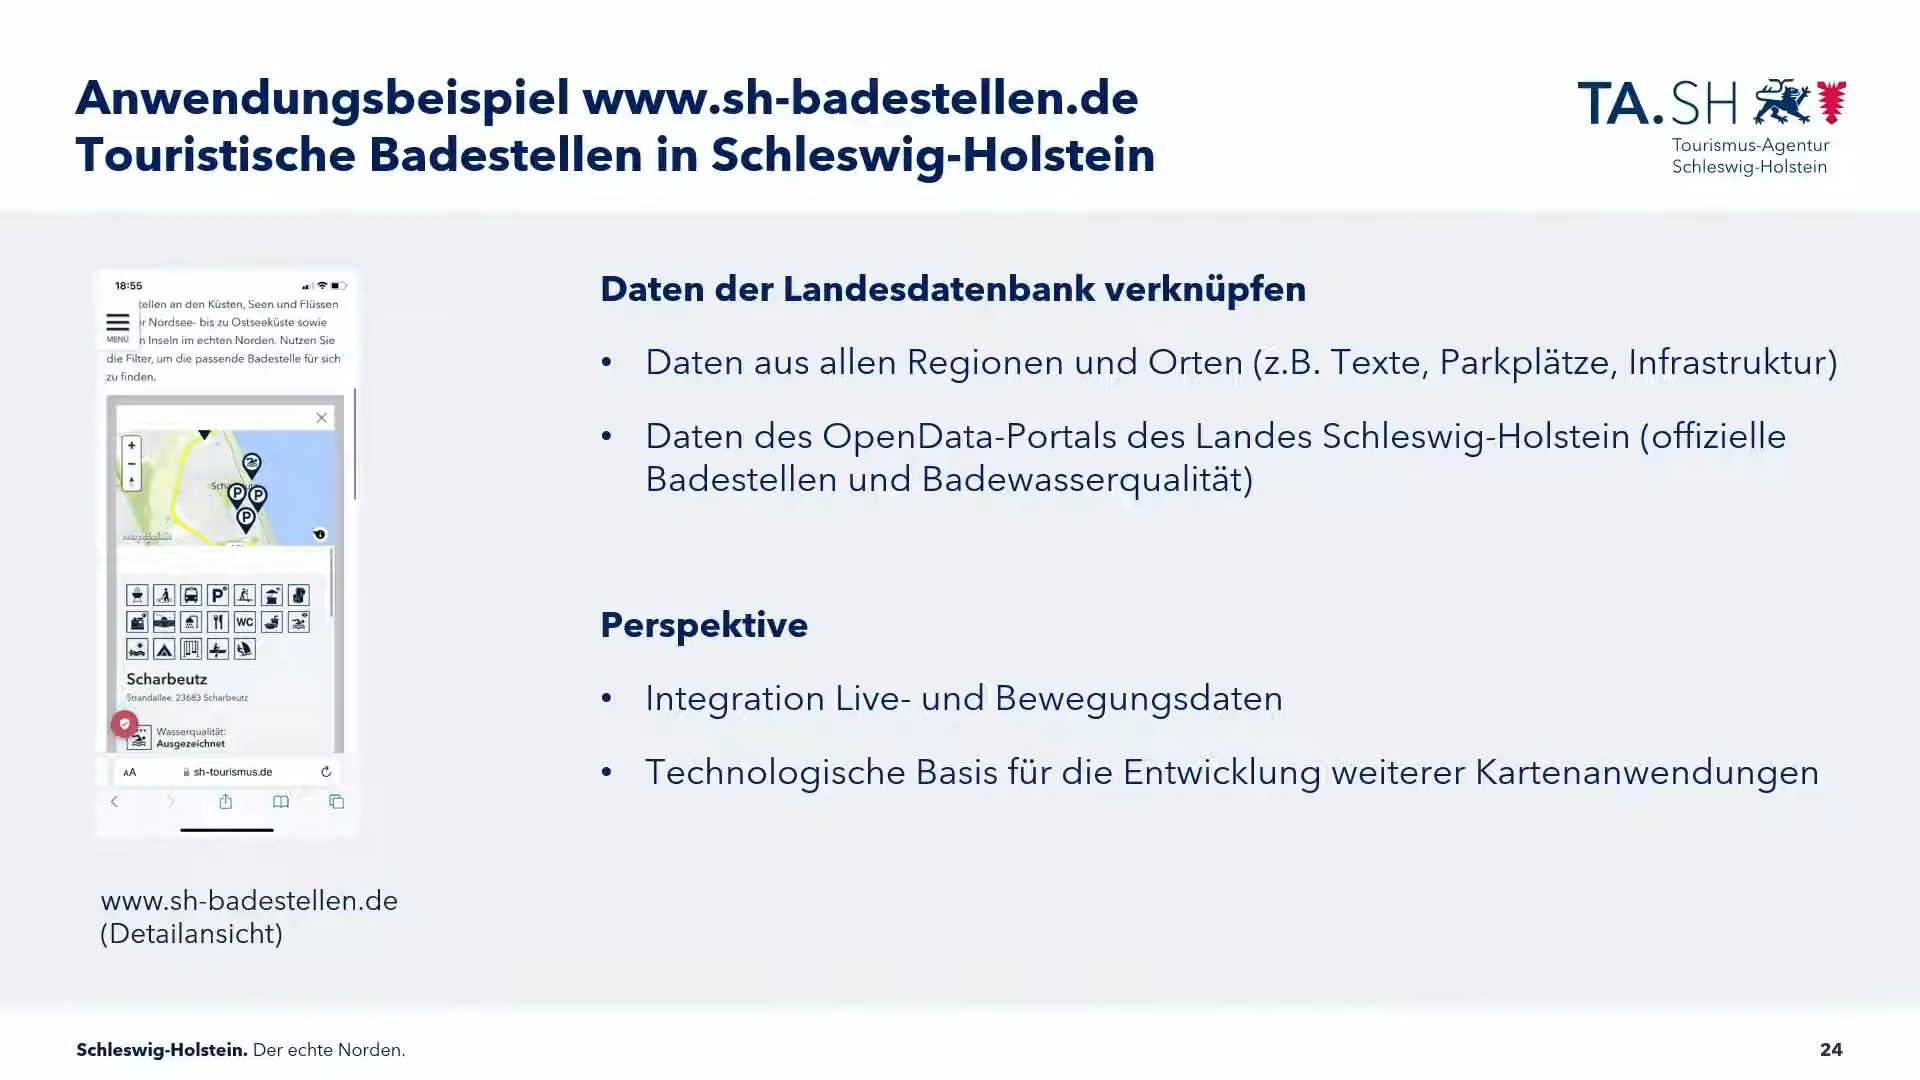 Anwendungsbeispiel www.sh-badestellen.de
Touristische Badestellen in Schleswig-Holstein
TA.SH
Tourismus-Agentur
Schleswig-Holstein
18:55
tellen an den Küsten, Seen und Flüssen
r Nordsee- bis zu Ostseeküste sowie
MENÜ
n Inseln im echten Norden. Nutzen Sie
die Filter, um die passende Badestelle für sich
zu finden.
+
−
P P
P
P
WC
Scharbeutz
Strandallee, 23683 Scharbeutz
Wasserqualität:
Ausgezeichnet
AA sh-tourismus.de
www.sh-badestellen.de
(Detailansicht)
Daten der Landesdatenbank verknüpfen
• Daten aus allen Regionen und Orten (z.B. Texte, Parkplätze, Infrastruktur)
• Daten des OpenData-Portals des Landes Schleswig-Holstein (offizielle
Badestellen und Badewasserqualität)
Perspektive
• Integration Live- und Bewegungsdaten
• Technologische Basis für die Entwicklung weiterer Kartenanwendungen
Schleswig-Holstein. Der echte Norden.
24